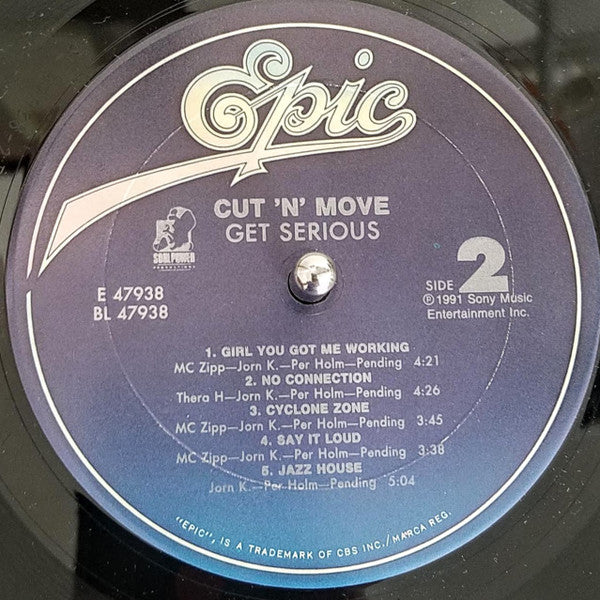 Epic
CUT 'N' MOVE
GET SERIOUS
SOULPOWER
PRODUCTIONS
E 47938
BL 47938
SIDE 2
℗1991 Sony Music
Entertainment Inc.
1. GIRL YOU GOT ME WORKING
MC Zipp—Jorn K.—Per Holm—Pending 4:21
2. NO CONNECTION
Thera H—Jorn K.—Per Holm—Pending 4:26
3. CYCLONE ZONE
MC Zipp—Jorn K.—Per Holm—Pending 3:45
4. SAY IT LOUD
MC Zipp—Jorn K.—Per Holm—Pending 3:38
5. JAZZ HOUSE
Jorn K.—Per Holm—Pending 5:04
"EPIC", IS A TRADEMARK OF CBS INC./MARCA REG.